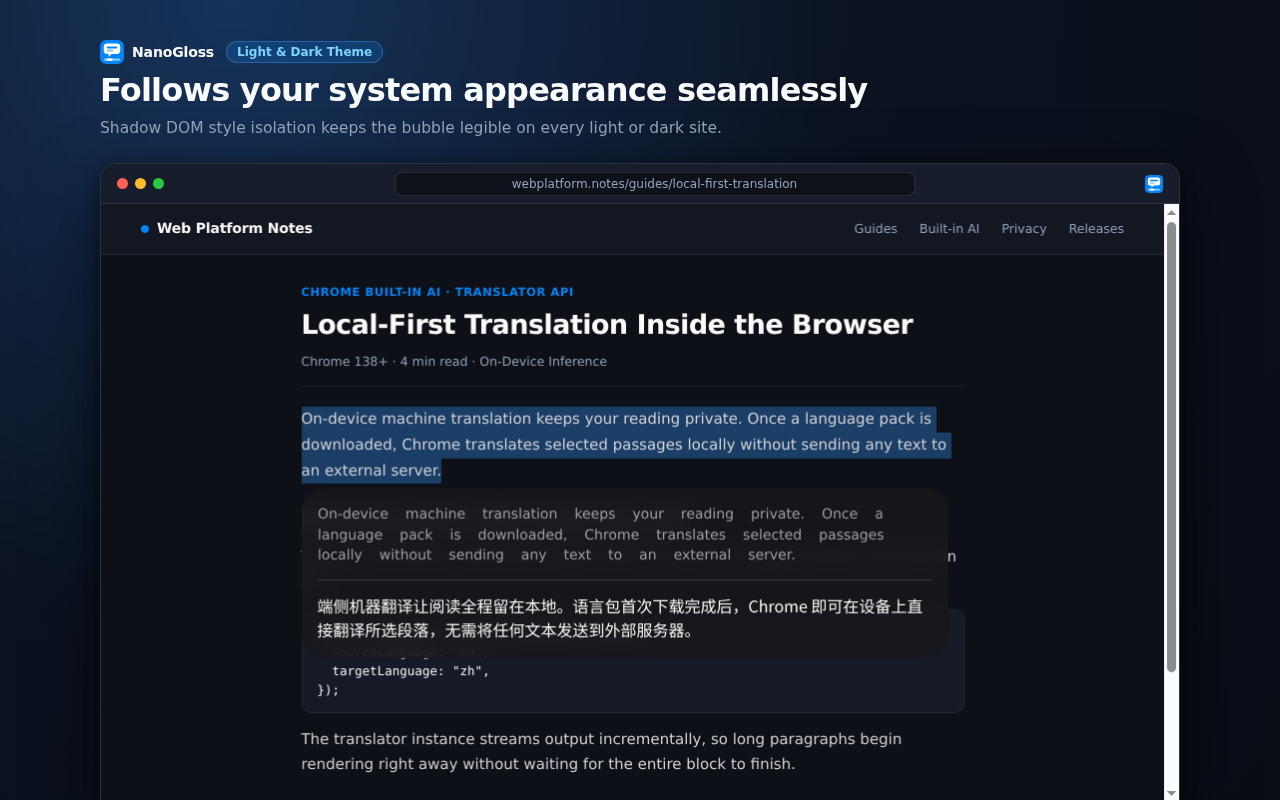 NanoGloss
Light & Dark Theme
Follows your system appearance seamlessly
Shadow DOM style isolation keeps the bubble legible on every light or dark site.
webplatform.notes/guides/local-first-translation
Web Platform Notes
Guides
Built-in AI
Privacy
Releases
CHROME BUILT-IN AI · TRANSLATOR API
Local-First Translation Inside the Browser
Chrome 138+ · 4 min read · On-Device Inference
On-device machine translation keeps your reading private. Once a language pack is
downloaded, Chrome translates selected passages locally without sending any text to
an external server.
On-device machine translation keeps your reading private. Once a
language pack is downloaded, Chrome translates selected passages
locally without sending any text to an external server.
端侧机器翻译让阅读全程留在本地。语言包首次下载完成后，Chrome 即可在设备上直
接翻译所选段落，无需将任何文本发送到外部服务器。
sourceLanguage: "en",
targetLanguage: "zh",
});
The translator instance streams output incrementally, so long paragraphs begin
rendering right away without waiting for the entire block to finish.